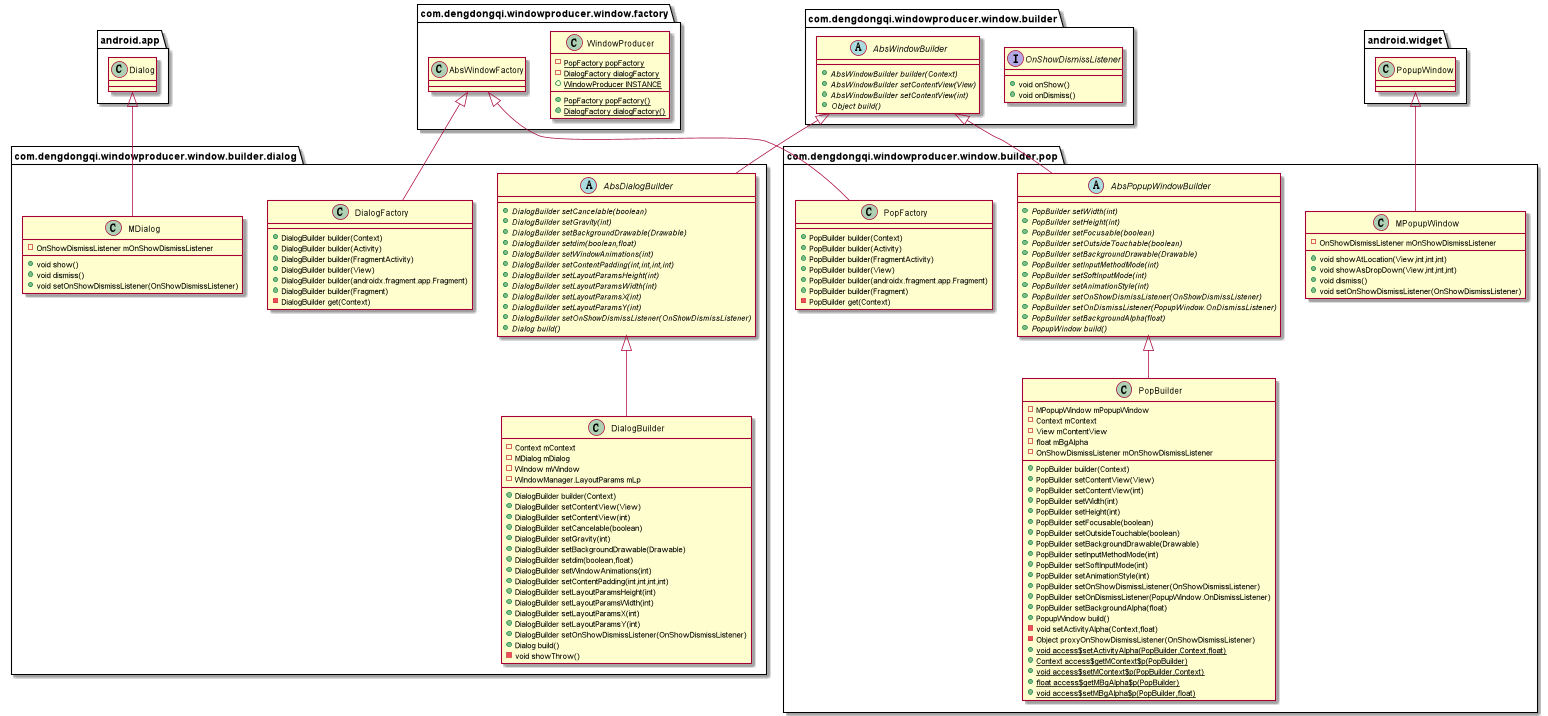 android.app
C Dialog
com.dengdongqi.windowproducer.window.factory
C AbsWindowFactory
C WindowProducer
PopFactory popFactory
DialogFactory dialogFactory
WindowProducer INSTANCE
PopFactory popFactory()
DialogFactory dialogFactory()
com.dengdongqi.windowproducer.window.builder
A AbsWindowBuilder
AbsWindowBuilder builder(Context)
AbsWindowBuilder setContentView(View)
AbsWindowBuilder setContentView(int)
Object build()
I OnShowDismissListener
void onShow()
void onDismiss()
android.widget
C PopupWindow
com.dengdongqi.windowproducer.window.builder.dialog
C MDialog
OnShowDismissListener mOnShowDismissListener
void show()
void dismiss()
void setOnShowDismissListener(OnShowDismissListener)
C DialogFactory
DialogBuilder builder(Context)
DialogBuilder builder(Activity)
DialogBuilder builder(FragmentActivity)
DialogBuilder builder(View)
DialogBuilder builder(androidx.fragment.app.Fragment)
DialogBuilder builder(Fragment)
DialogBuilder get(Context)
A AbsDialogBuilder
DialogBuilder setCancelable(boolean)
DialogBuilder setGravity(int)
DialogBuilder setBackgroundDrawable(Drawable)
DialogBuilder setdim(boolean,float)
DialogBuilder setWindowAnimations(int)
DialogBuilder setContentPadding(int,int,int,int)
DialogBuilder setLayoutParamsHeight(int)
DialogBuilder setLayoutParamsWidth(int)
DialogBuilder setLayoutParamsX(int)
DialogBuilder setLayoutParamsY(int)
DialogBuilder setOnShowDismissListener(OnShowDismissListener)
Dialog build()
C DialogBuilder
Context mContext
MDialog mDialog
Window mWindow
WindowManager.LayoutParams mLp
DialogBuilder builder(Context)
DialogBuilder setContentView(View)
DialogBuilder setContentView(int)
DialogBuilder setCancelable(boolean)
DialogBuilder setGravity(int)
DialogBuilder setBackgroundDrawable(Drawable)
DialogBuilder setdim(boolean,float)
DialogBuilder setWindowAnimations(int)
DialogBuilder setContentPadding(int,int,int,int)
DialogBuilder setLayoutParamsHeight(int)
DialogBuilder setLayoutParamsWidth(int)
DialogBuilder setLayoutParamsX(int)
DialogBuilder setLayoutParamsY(int)
DialogBuilder setOnShowDismissListener(OnShowDismissListener)
Dialog build()
void showThrow()
com.dengdongqi.windowproducer.window.builder.pop
C PopFactory
PopBuilder builder(Context)
PopBuilder builder(Activity)
PopBuilder builder(FragmentActivity)
PopBuilder builder(View)
PopBuilder builder(androidx.fragment.app.Fragment)
PopBuilder builder(Fragment)
PopBuilder get(Context)
A AbsPopupWindowBuilder
PopBuilder setWidth(int)
PopBuilder setHeight(int)
PopBuilder setFocusable(boolean)
PopBuilder setOutsideTouchable(boolean)
PopBuilder setBackgroundDrawable(Drawable)
PopBuilder setInputMethodMode(int)
PopBuilder setSoftInputMode(int)
PopBuilder setAnimationStyle(int)
PopBuilder setOnShowDismissListener(OnShowDismissListener)
PopBuilder setOnDismissListener(PopupWindow.OnDismissListener)
PopBuilder setBackgroundAlpha(float)
PopupWindow build()
C MPopupWindow
OnShowDismissListener mOnShowDismissListener
void showAtLocation(View,int,int,int)
void showAsDropDown(View,int,int,int)
void dismiss()
void setOnShowDismissListener(OnShowDismissListener)
C PopBuilder
MPopupWindow mPopupWindow
Context mContext
View mContentView
float mBgAlpha
OnShowDismissListener mOnShowDismissListener
PopBuilder builder(Context)
PopBuilder setContentView(View)
PopBuilder setContentView(int)
PopBuilder setWidth(int)
PopBuilder setHeight(int)
PopBuilder setFocusable(boolean)
PopBuilder setOutsideTouchable(boolean)
PopBuilder setBackgroundDrawable(Drawable)
PopBuilder setInputMethodMode(int)
PopBuilder setSoftInputMode(int)
PopBuilder setAnimationStyle(int)
PopBuilder setOnShowDismissListener(OnShowDismissListener)
PopBuilder setOnDismissListener(PopupWindow.OnDismissListener)
PopBuilder setBackgroundAlpha(float)
PopupWindow build()
void setActivityAlpha(Context,float)
Object proxyOnShowDismissListener(OnShowDismissListener)
void access$setActivityAlpha(PopBuilder,Context,float)
Context access$getMContext$p(PopBuilder)
void access$setMContext$p(PopBuilder,Context)
float access$getMBgAlpha$p(PopBuilder)
void access$setMBgAlpha$p(PopBuilder,float)